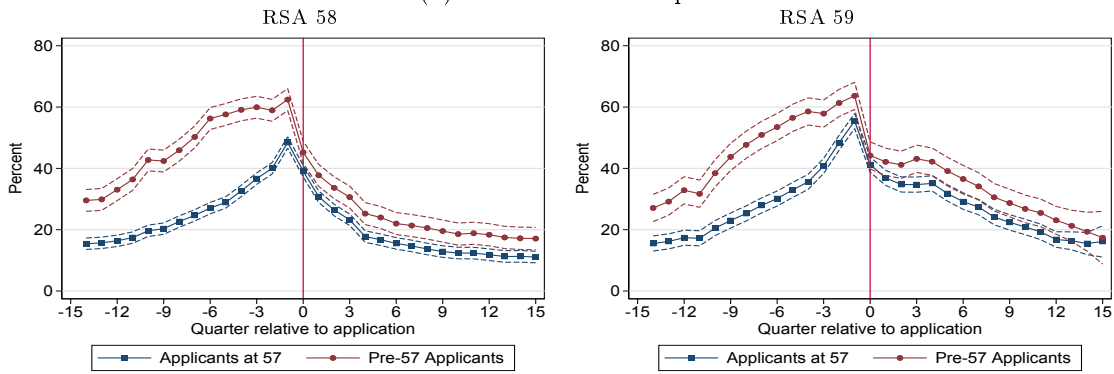 RSA 58
80
60
40
20
0
Percent
-15 -12 -9 -6 -3 0 3 6 9 12 15
Quarter relative to application
Applicants at 57 Pre-57 Applicants
RSA 59
80
60
40
20
0
Percent
-15 -12 -9 -6 -3 0 3 6 9 12 15
Quarter relative to application
Applicants at 57 Pre-57 Applicants